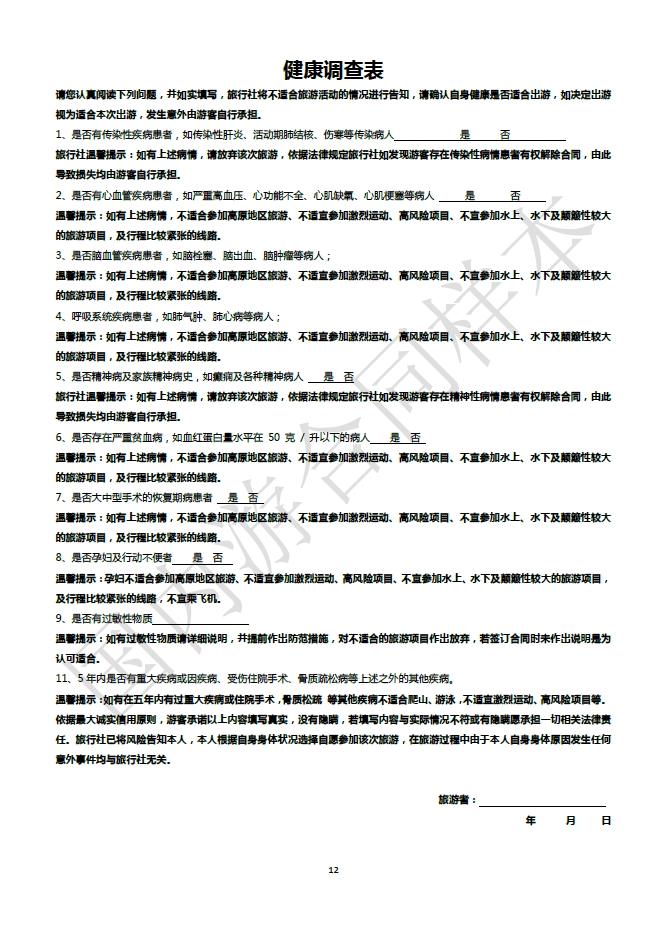 健康调查表
请您认真阅读下列问题，并如实填写，旅行社将不适合旅游活动的情况进行告知，请确认自身健康是否适合出游，如决定出游
视为适合本次出游，发生意外由游客自行承担。
1、是否有传染性疾病患者，如传染性肝炎、活动期肺结核、伤寒等传染病人 是 否
旅行社温馨提示：如有上述病情，请放弃该次旅游，依据法律规定旅行社如发现游客存在传染性病情患者有权解除合同，由此
导致损失均由游客自行承担。
2、是否有心血管疾病患者，如严重高血压、心功能不全、心肌缺氧、心肌梗塞等病人 是 否
温馨提示：如有上述病情，不适合参加高原地区旅游、不适宜参加激烈运动、高风险项目、不宜参加水上、水下及颠簸性较大
的旅游项目，及行程比较紧张的线路。
3、是否脑血管疾病患者，如脑栓塞、脑出血、脑肿瘤等病人；
温馨提示：如有上述病情，不适合参加高原地区旅游、不适宜参加激烈运动、高风险项目、不宜参加水上、水下及颠簸性较大
的旅游项目，及行程比较紧张的线路。
4、呼吸系统疾病患者，如肺气肿、肺心病等病人；
温馨提示：如有上述病情，不适合参加高原地区旅游、不适宜参加激烈运动、高风险项目、不宜参加水上、水下及颠簸性较大
的旅游项目，及行程比较紧张的线路。
5、是否精神病及家族精神病史，如癫痫及各种精神病人 是 否
旅行社温馨提示：如有上述病情，请放弃该次旅游，依据法律规定旅行社如发现游客存在精神性病情患者有权解除合同，由此
导致损失均由游客自行承担。
6、是否存在严重贫血病，如血红蛋白量水平在 50 克 / 升以下的病人 是 否
温馨提示：如有上述病情，不适合参加高原地区旅游、不适宜参加激烈运动、高风险项目、不宜参加水上、水下及颠簸性较大
的旅游项目，及行程比较紧张的线路。
7、是否大中型手术的恢复期病患者 是 否
温馨提示：如有上述病情，不适合参加高原地区旅游、不适宜参加激烈运动、高风险项目、不宜参加水上、水下及颠簸性较大
的旅游项目，及行程比较紧张的线路。
8、是否孕妇及行动不便者 是 否
温馨提示：孕妇不适合参加高原地区旅游、不适宜参加激烈运动、高风险项目、不宜参加水上、水下及颠簸性较大的旅游项目，
及行程比较紧张的线路，不宜乘飞机。
9、是否有过敏性物质
温馨提示：如有过敏性物质请详细说明，并提前作出防范措施，对不适合的旅游项目作出放弃，若签订合同时未作出说明是为
认可适合。
11、5 年内是否有重大疾病或因疾病、受伤住院手术、骨质疏松病等上述之外的其他疾病。
温馨提示：如有在五年内有过重大疾病或住院手术，骨质松疏 等其他疾病不适合爬山、游泳，不适宜激烈运动、高风险项目等。
依据最大诚实信用原则，游客承诺以上内容填写真实，没有隐瞒，若填写内容与实际情况不符或有隐瞒愿承担一切相关法律责
任。旅行社已将风险告知本人，本人根据自身身体状况选择自愿参加该次旅游，在旅游过程中由于本人自身身体原因发生任何
意外事件均与旅行社无关。
旅游者：
年 月 日
12
国内游合同样本